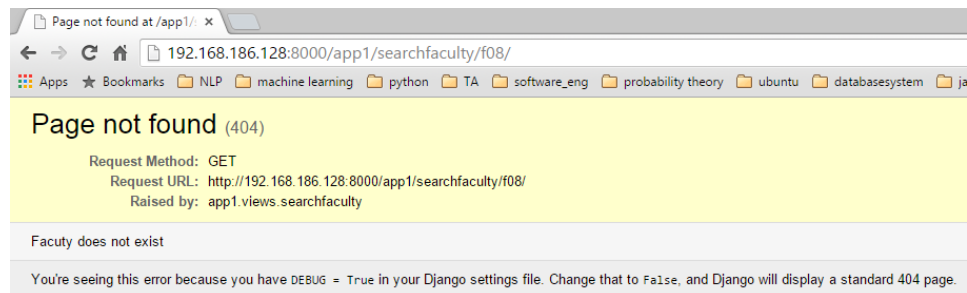 Page not found at /app1/s
192.168.186.128:8000/app1/searchfaculty/f08/
Apps Bookmarks NLP machine learning python TA software_eng probability theory ubuntu databasesystem ja
Page not found (404)
Request Method: GET
Request URL: http://192.168.186.128:8000/app1/searchfaculty/f08/
Raised by: app1.views.searchfaculty
Facuty does not exist
You're seeing this error because you have DEBUG = True in your Django settings file. Change that to False, and Django will display a standard 404 page.